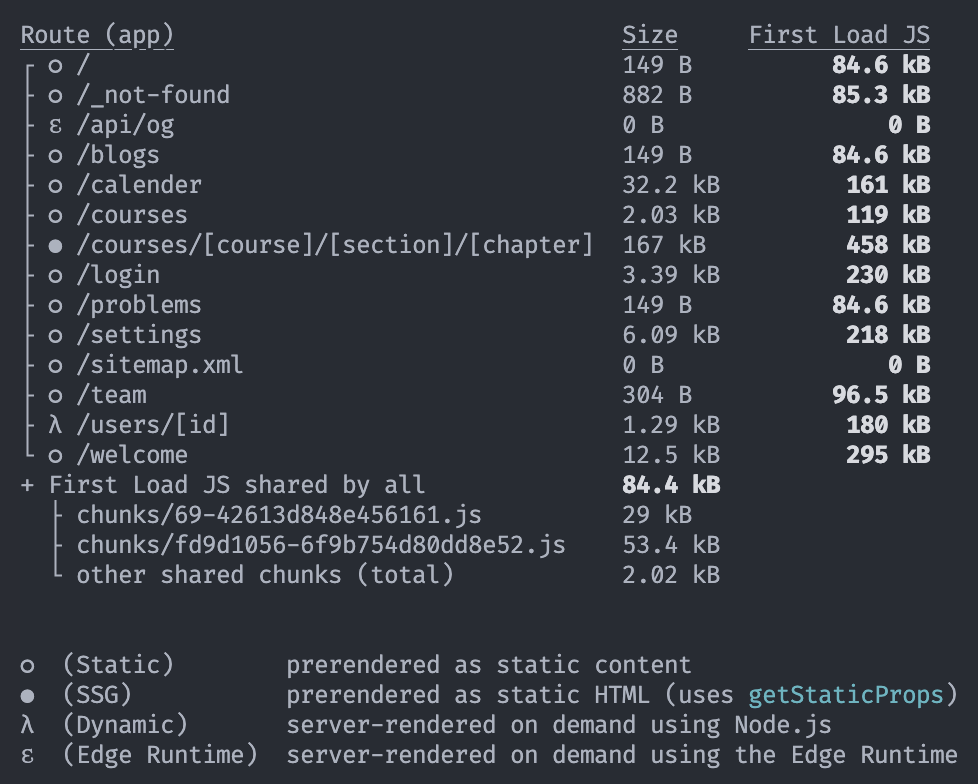 Route (app) Size First Load JS
┌ ○ / 149 B 84.6 kB
├ ○ /_not-found 882 B 85.3 kB
├ ε /api/og 0 B 0 B
├ ○ /blogs 149 B 84.6 kB
├ ○ /calender 32.2 kB 161 kB
├ ○ /courses 2.03 kB 119 kB
├ ● /courses/[course]/[section]/[chapter] 167 kB 458 kB
├ ○ /login 3.39 kB 230 kB
├ ○ /problems 149 B 84.6 kB
├ ○ /settings 6.09 kB 218 kB
├ ○ /sitemap.xml 0 B 0 B
├ ○ /team 304 B 96.5 kB
├ λ /users/[id] 1.29 kB 180 kB
└ ○ /welcome 12.5 kB 295 kB
+ First Load JS shared by all 84.4 kB
├ chunks/69-42613d848e456161.js 29 kB
├ chunks/fd9d1056-6f9b754d80dd8e52.js 53.4 kB
└ other shared chunks (total) 2.02 kB
○ (Static) prerendered as static content
● (SSG) prerendered as static HTML (uses getStaticProps)
λ (Dynamic) server-rendered on demand using Node.js
ε (Edge Runtime) server-rendered on demand using the Edge Runtime